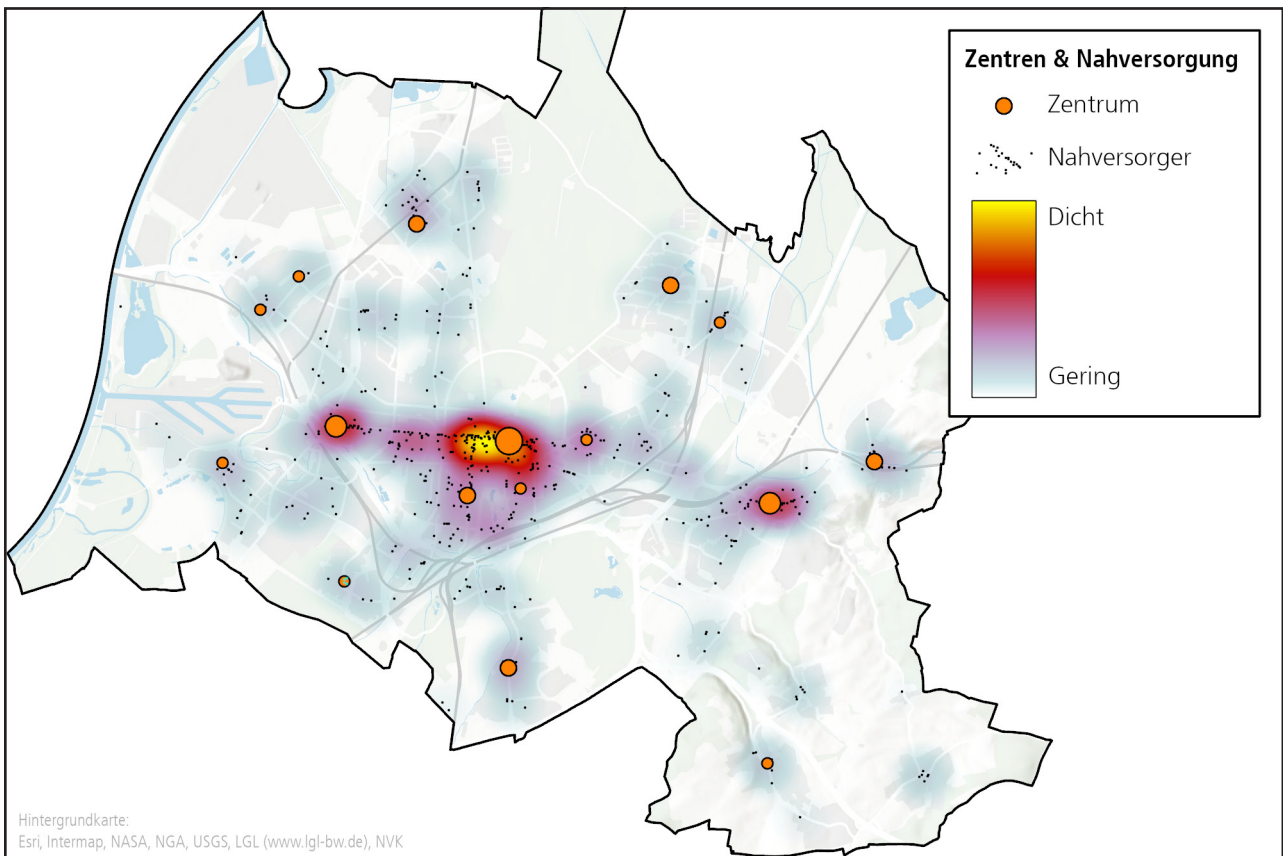 Zentren & Nahversorgung
Zentrum
Nahversorger
Dicht
Gering
Hintergrundkarte:
Esri, Intermap, NASA, NGA, USGS, LGL (www.lgl-bw.de), NVK